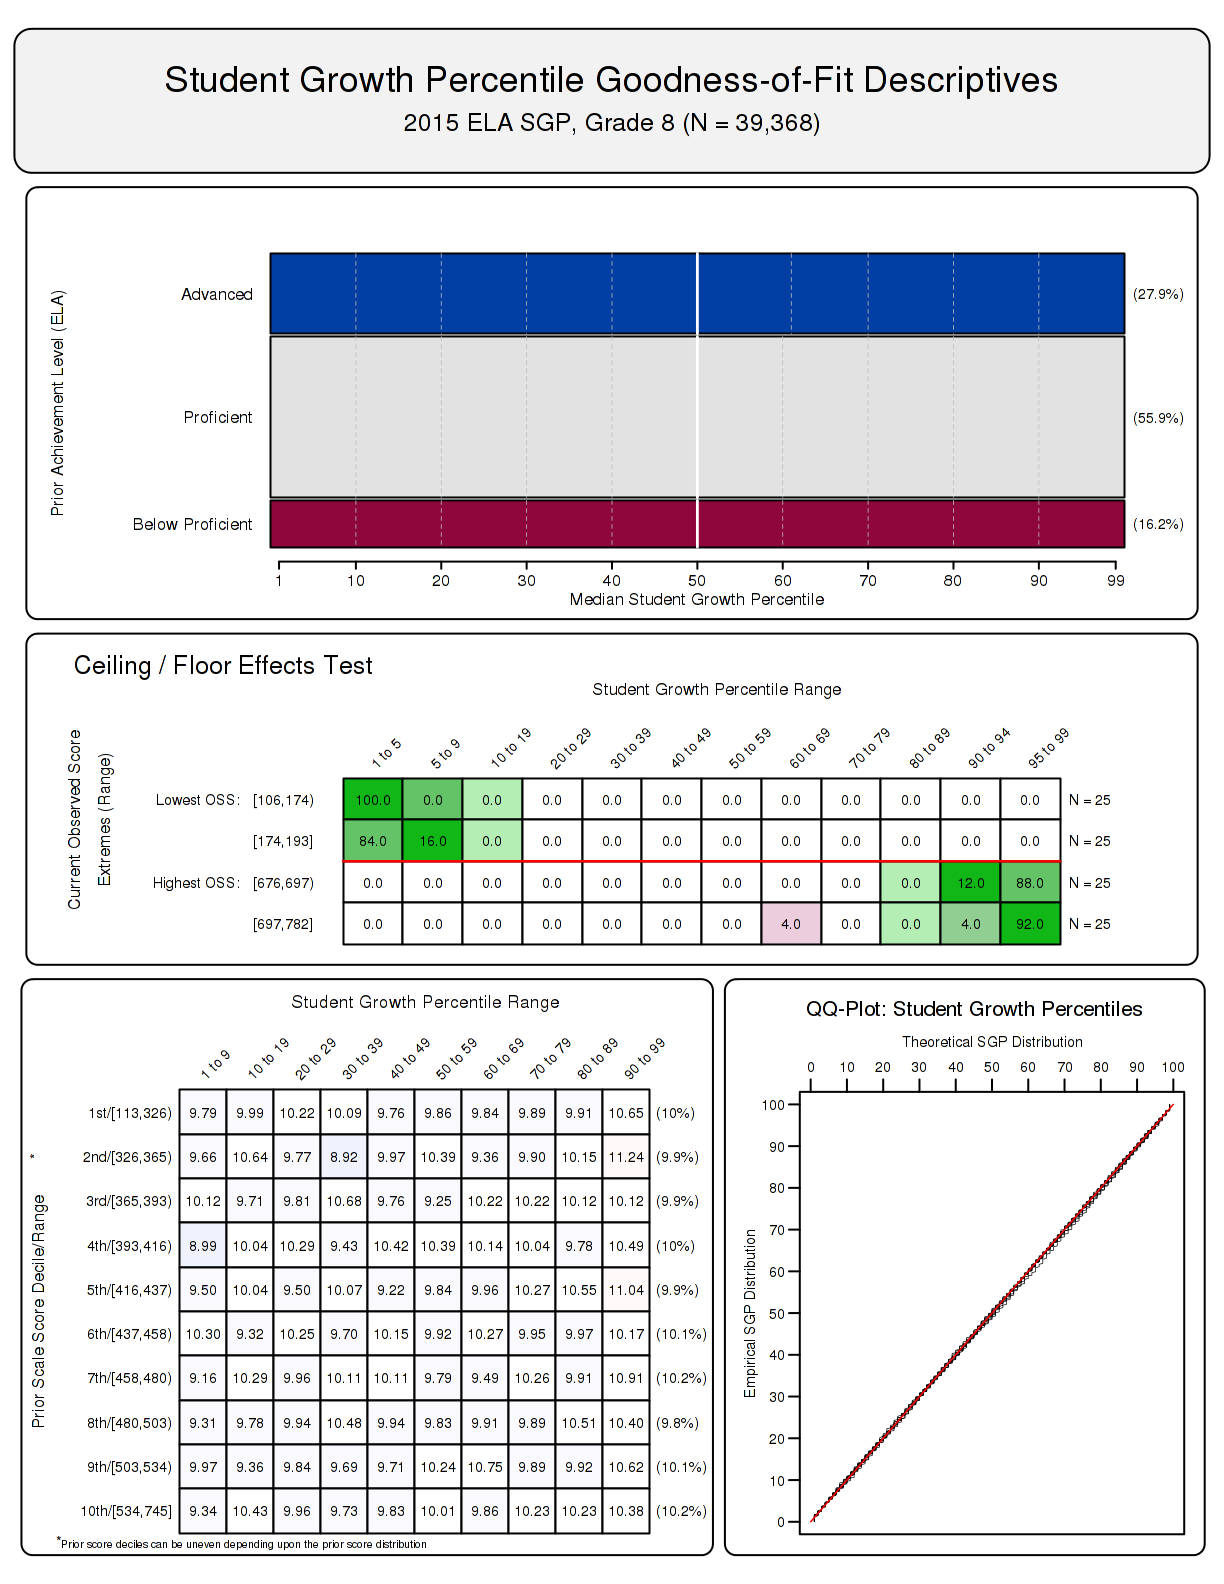 Student Growth Percentile Goodness-of-Fit Descriptives
2015 ELA SGP, Grade 8 (N = 39,368)
Prior Achievement Level (ELA)
Advanced (27.9%)
Proficient (55.9%)
Below Proficient (16.2%)
1 10 20 30 40 50 60 70 80 90 99
Median Student Growth Percentile
Ceiling / Floor Effects Test
Student Growth Percentile Range
Current Observed Score
Extremes (Range)
1 to 5 5 to 9 10 to 19 20 to 29 30 to 39 40 to 49 50 to 59 60 to 69 70 to 79 80 to 89 90 to 94 95 to 99
Lowest OSS: [106,174) 100.0 0.0 0.0 0.0 0.0 0.0 0.0 0.0 0.0 0.0 0.0 0.0 N = 25
[174,193] 84.0 16.0 0.0 0.0 0.0 0.0 0.0 0.0 0.0 0.0 0.0 0.0 N = 25
Highest OSS: [676,697) 0.0 0.0 0.0 0.0 0.0 0.0 0.0 0.0 0.0 0.0 12.0 88.0 N = 25
[697,782] 0.0 0.0 0.0 0.0 0.0 0.0 0.0 4.0 0.0 0.0 4.0 92.0 N = 25
Student Growth Percentile Range
Prior Scale Score Decile/Range *
1 to 9 10 to 19 20 to 29 30 to 39 40 to 49 50 to 59 60 to 69 70 to 79 80 to 89 90 to 99
1st/[113,326) 9.79 9.99 10.22 10.09 9.76 9.86 9.84 9.89 9.91 10.65 (10%)
2nd/[326,365) 9.66 10.64 9.77 8.92 9.97 10.39 9.36 9.90 10.15 11.24 (9.9%)
3rd/[365,393) 10.12 9.71 9.81 10.68 9.76 9.25 10.22 10.22 10.12 10.12 (9.9%)
4th/[393,416) 8.99 10.04 10.29 9.43 10.42 10.39 10.14 10.04 9.78 10.49 (10%)
5th/[416,437) 9.50 10.04 9.50 10.07 9.22 9.84 9.96 10.27 10.55 11.04 (9.9%)
6th/[437,458) 10.30 9.32 10.25 9.70 10.15 9.92 10.27 9.95 9.97 10.17 (10.1%)
7th/[458,480) 9.16 10.29 9.96 10.11 10.11 9.79 9.49 10.26 9.91 10.91 (10.2%)
8th/[480,503) 9.31 9.78 9.94 10.48 9.94 9.83 9.91 9.89 10.51 10.40 (9.8%)
9th/[503,534) 9.97 9.36 9.84 9.69 9.71 10.24 10.75 9.89 9.92 10.62 (10.1%)
10th/[534,745] 9.34 10.43 9.96 9.73 9.83 10.01 9.86 10.23 10.23 10.38 (10.2%)
*Prior score deciles can be uneven depending upon the prior score distribution
QQ-Plot: Student Growth Percentiles
Theoretical SGP Distribution
0 10 20 30 40 50 60 70 80 90 100
Empirical SGP Distribution
100
90
80
70
60
50
40
30
20
10
0